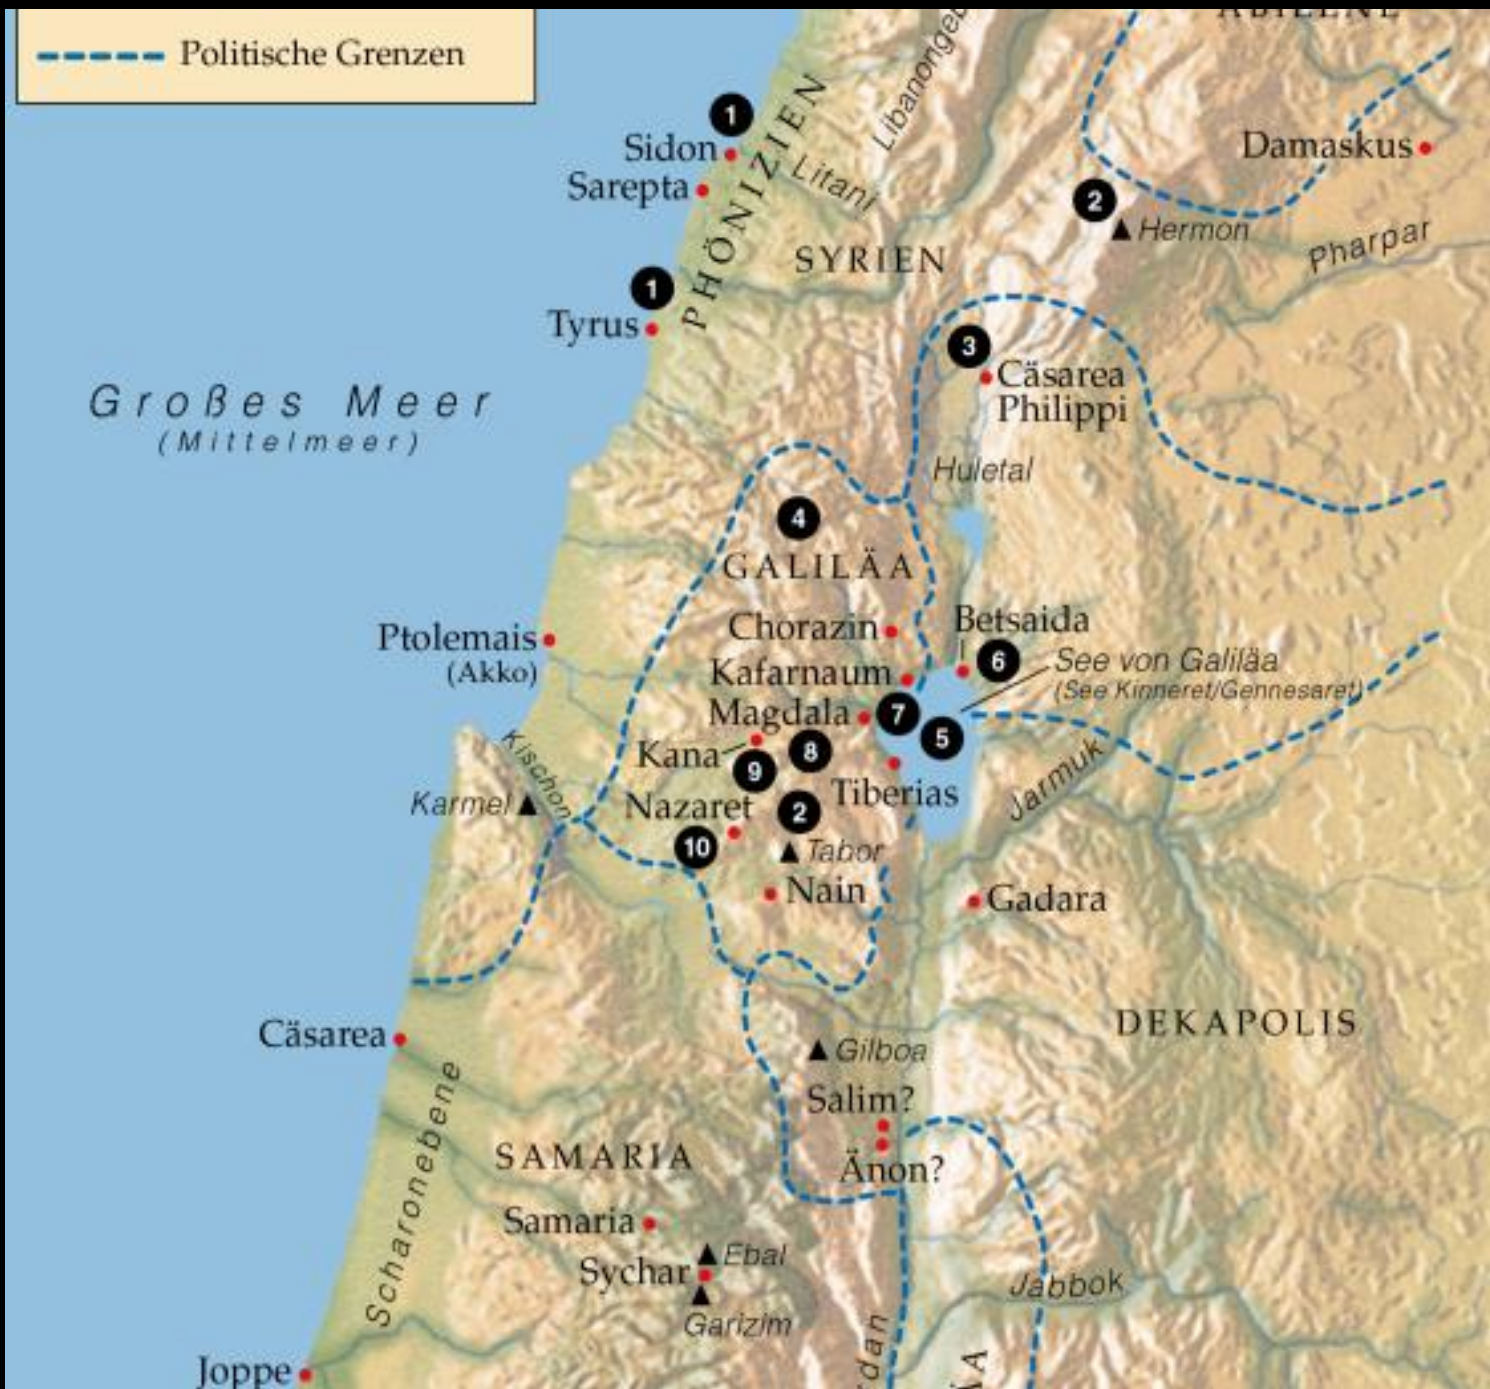 ABILENE
Politische Grenzen
1
Sidon
Sarepta
PHÖNIZIEN
Litani
Damaskus
2
Hermon
Pharpar
SYRIEN
1
Tyrus
3
Cäsarea
Philippi
Großes Meer
(Mittelmeer)
Huletal
4
GALILÄA
Chorazin
Betsaida
Ptolemais
(Akko)
6
See von Galiläa
(See Kinneret/Gennesaret)
Kafarnaum
Magdala
7
5
Kana
8
9
Kischon
Karmel
Nazaret
2
Tiberias
Jarmuk
10
Tabor
Nain
Gadara
Cäsarea
DEKAPOLIS
Gilboa
Salim?
Änon?
Scharonebene
SAMARIA
Samaria
Ebal
Sychar
Garizim
Jabbok
Joppe